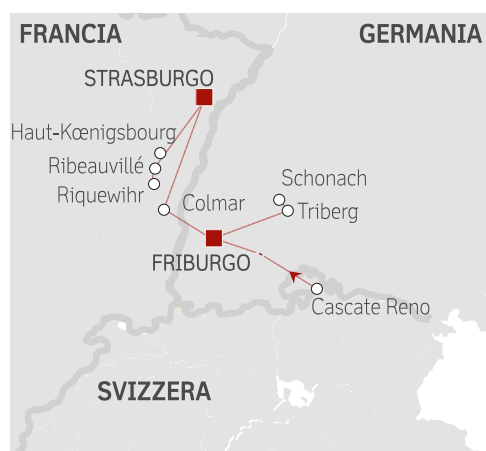 FRANCIA
GERMANIA
STRASBURGO
Haut-Kœnigsbourg
Ribeauvillé
Riquewihr
Schonach
Colmar
Triberg
FRIBURGO
Cascate Reno
SVIZZERA